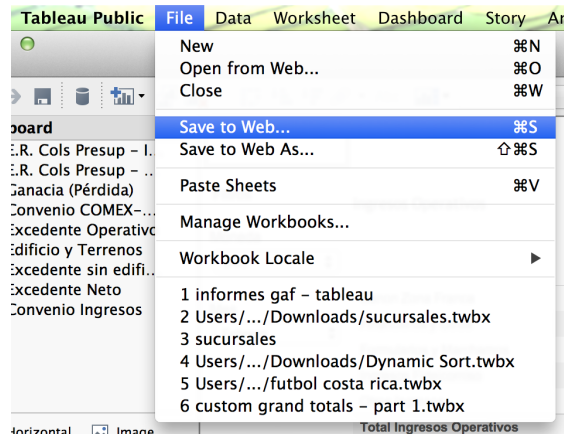 Tableau Public File Data Worksheet Dashboard Story
New ⌘N
Open from Web... ⌘O
Close ⌘W
Save to Web... ⌘S
Save to Web As... ⇧⌘S
Paste Sheets ⌘V
Manage Workbooks...
Workbook Locale
1 informes gaf - tableau
2 Users/.../Downloads/sucursales.twbx
3 sucursales
4 Users/.../Downloads/Dynamic Sort.twbx
5 Users/.../futbol costa rica.twbx
6 custom grand totals - part 1.twbx
board
E.R. Cols Presup - I...
E.R. Cols Presup - ...
Ganacia (Pérdida)
Convenio COMEX-...
Excedente Operativo
Edificio y Terrenos
Excedente sin edifi...
Excedente Neto
Convenio Ingresos
Horizontal Image
Total Ingresos Operativos